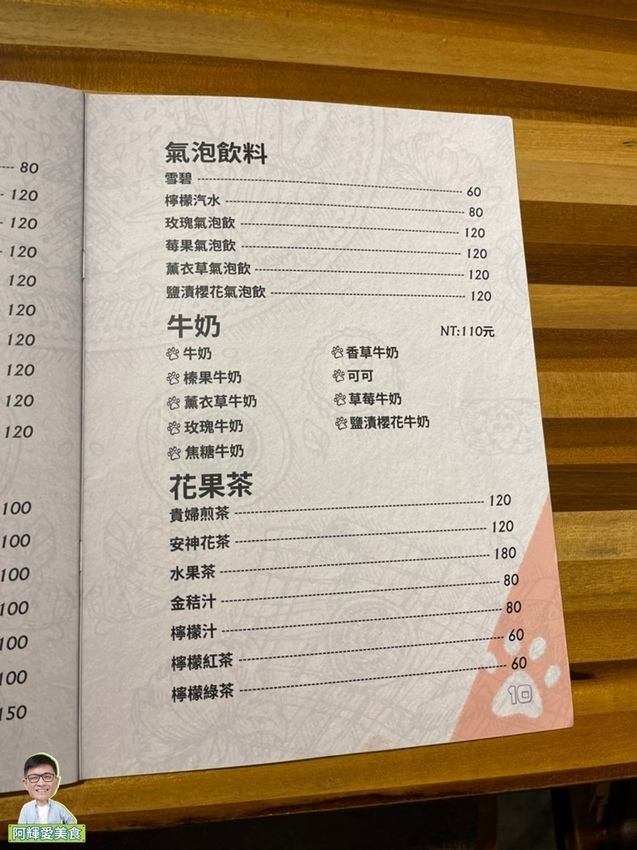 80
120
120
120
120
120
120
120
120
120
100
100
100
100
100
100
150
氣泡飲料
雪碧 60
檸檬汽水 80
玫瑰氣泡飲 120
莓果氣泡飲 120
薰衣草氣泡飲 120
鹽漬櫻花氣泡飲 120
牛奶 NT:110元
牛奶 香草牛奶
榛果牛奶 可可
薰衣草牛奶 草莓牛奶
玫瑰牛奶 鹽漬櫻花牛奶
焦糖牛奶
花果茶
貴婦煎茶 120
安神花茶 120
水果茶 180
金秸汁 80
檸檬汁 80
檸檬紅茶 60
檸檬綠茶 60
10
阿輝愛美食